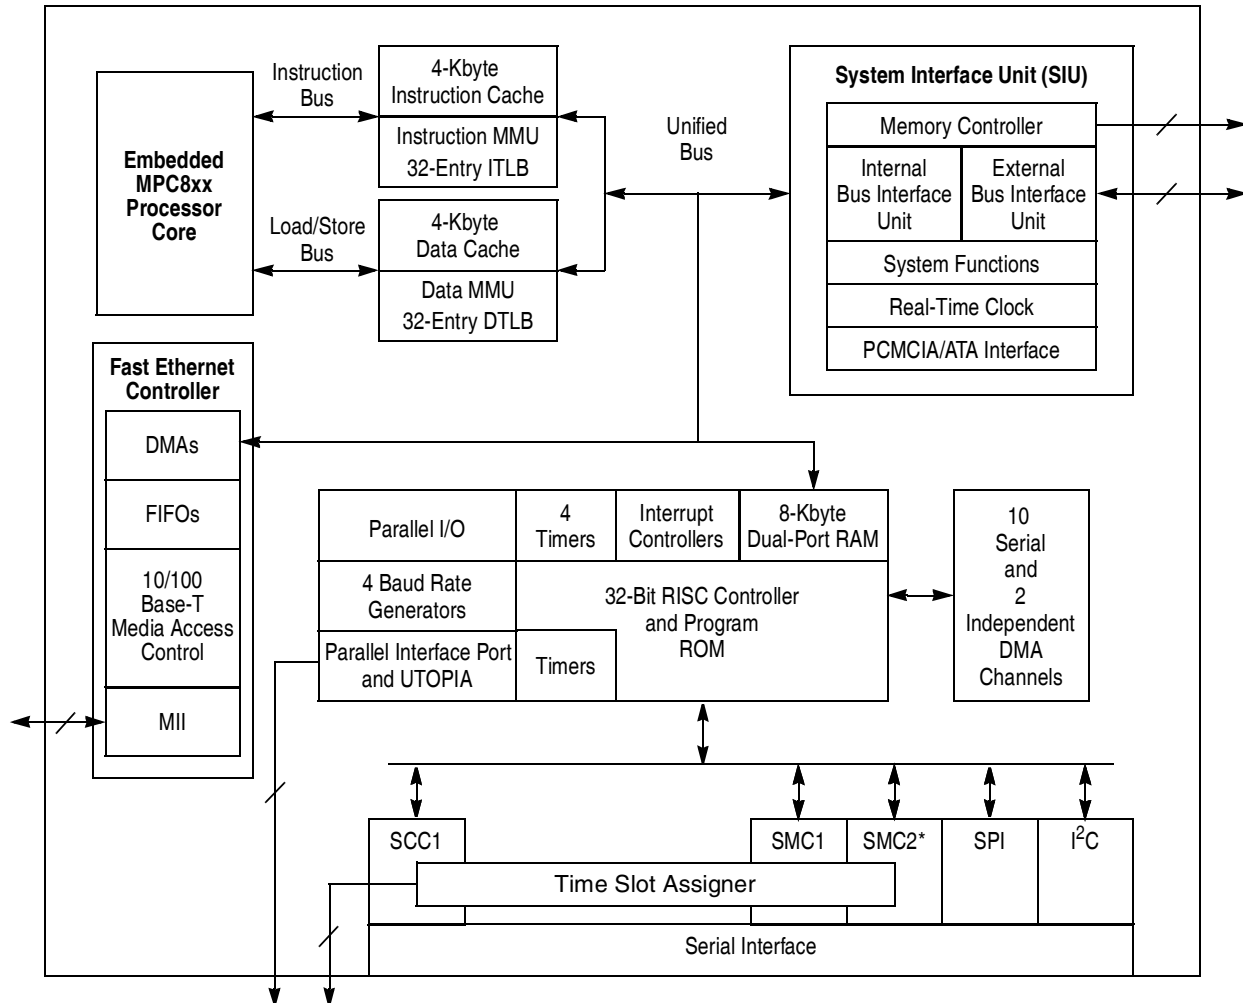 Embedded
MPC8xx
Processor
Core
Instruction
Bus
4-Kbyte
Instruction Cache
Instruction MMU
32-Entry ITLB
Load/Store
Bus
4-Kbyte
Data Cache
Data MMU
32-Entry DTLB
Unified
Bus
System Interface Unit (SIU)
Memory Controller
Internal
Bus Interface
Unit
External
Bus Interface
Unit
System Functions
Real-Time Clock
PCMCIA/ATA Interface
Fast Ethernet
Controller
DMAs
FIFOs
10/100
Base-T
Media Access
Control
MII
Parallel I/O
4
Timers
Interrupt
Controllers
8-Kbyte
Dual-Port RAM
4 Baud Rate
Generators
32-Bit RISC Controller
and Program
ROM
Parallel Interface Port
and UTOPIA
Timers
10
Serial
and
2
Independent
DMA
Channels
SCC1
SMC1
SMC2*
SPI
I²C
Time Slot Assigner
Serial Interface